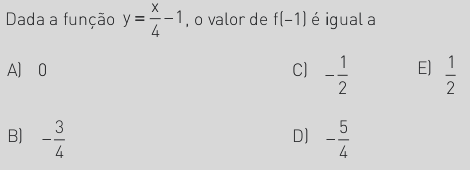 Dada a função y = x/4 − 1, o valor de f(−1) é igual a
A) 0
C) −1/2
E) 1/2
B) −3/4
D) −5/4